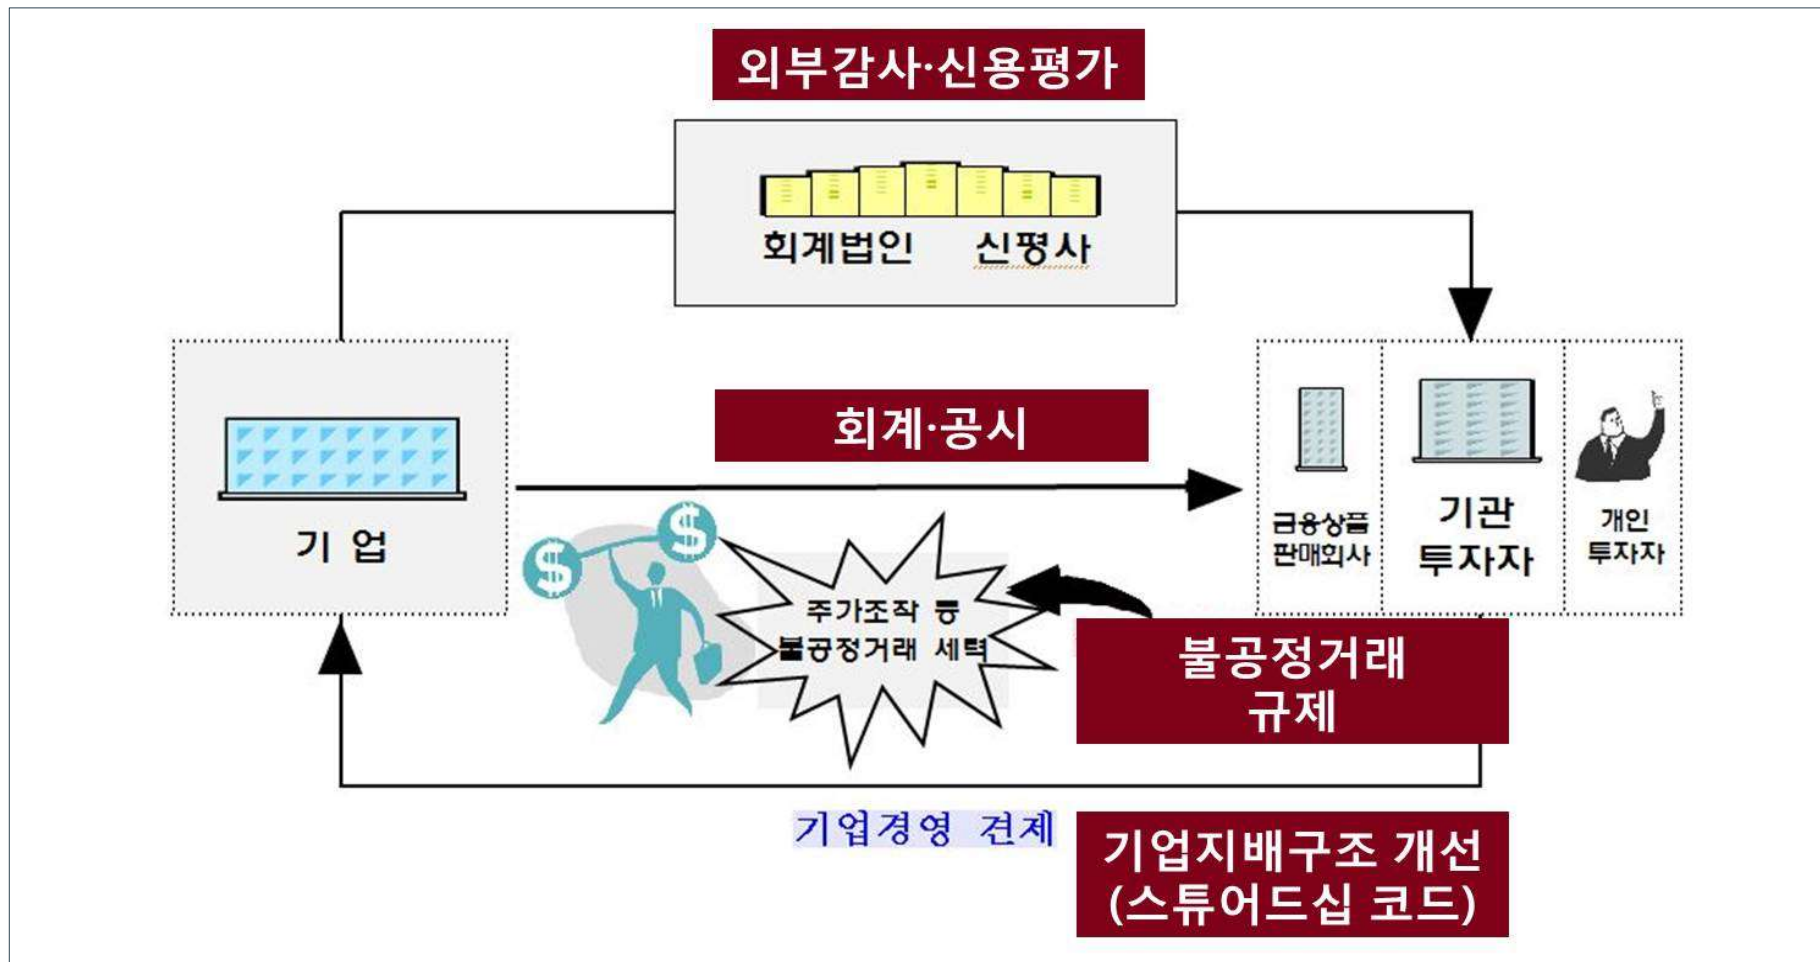 외부감사·신용평가
회계법인 신평사
회계·공시
기 업
금융상품
판매회사
기관
투자자
개인
투자자
$ $
주가조작 등
불공정거래 세력
불공정거래
규제
기업경영 견제
기업지배구조 개선
(스튜어드십 코드)